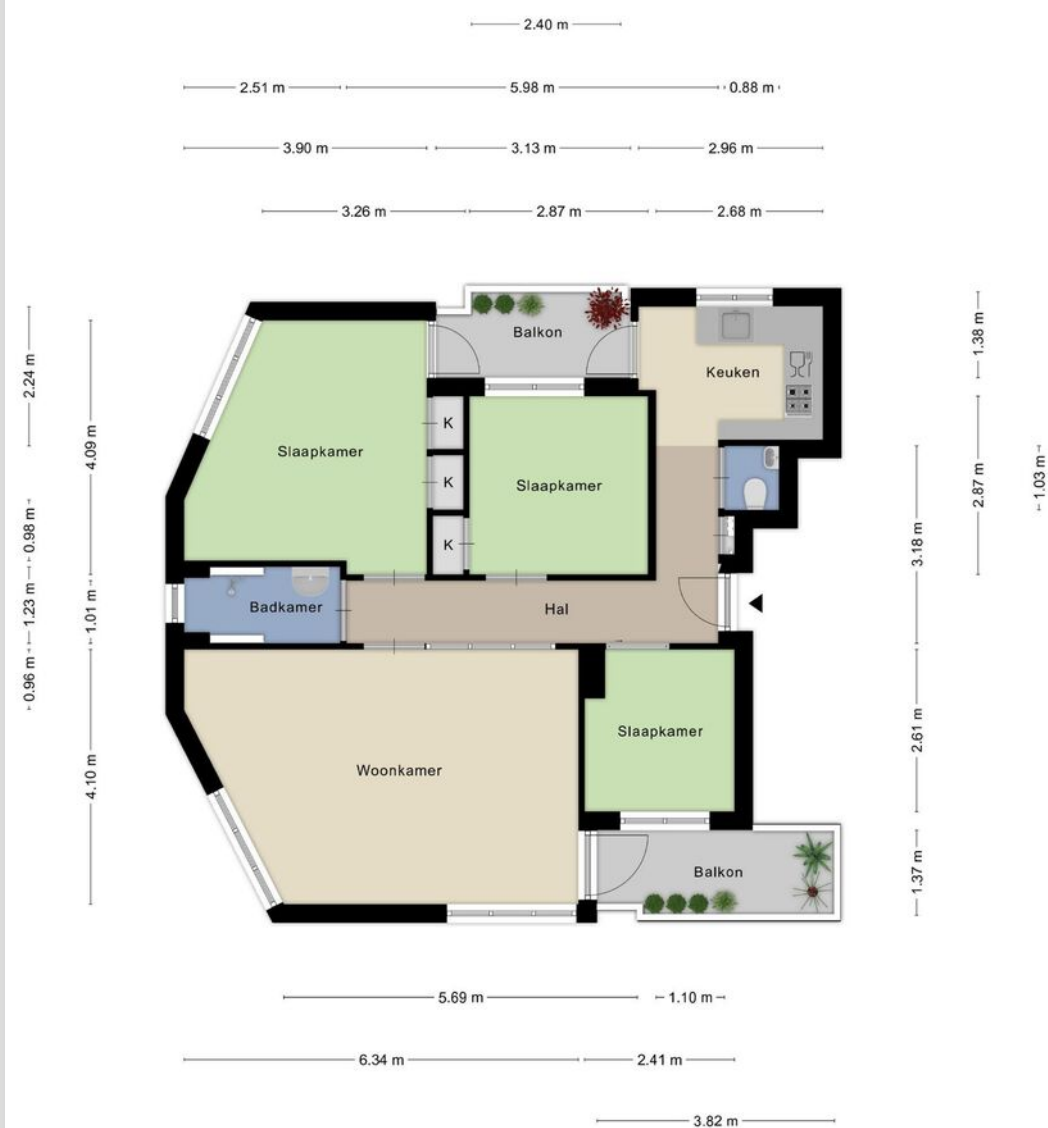 2.40 m
2.51 m 5.98 m 0.88 m
3.90 m 3.13 m 2.96 m
3.26 m 2.87 m 2.68 m
Balkon
Keuken
Slaapkamer
K
K
K
Slaapkamer
Badkamer
Hal
Woonkamer
Slaapkamer
Balkon
2.24 m
0.98 m
1.23 m
0.96 m
4.09 m
1.01 m
4.10 m
1.38 m
2.87 m
1.03 m
3.18 m
2.61 m
1.37 m
5.69 m 1.10 m
6.34 m 2.41 m
3.82 m